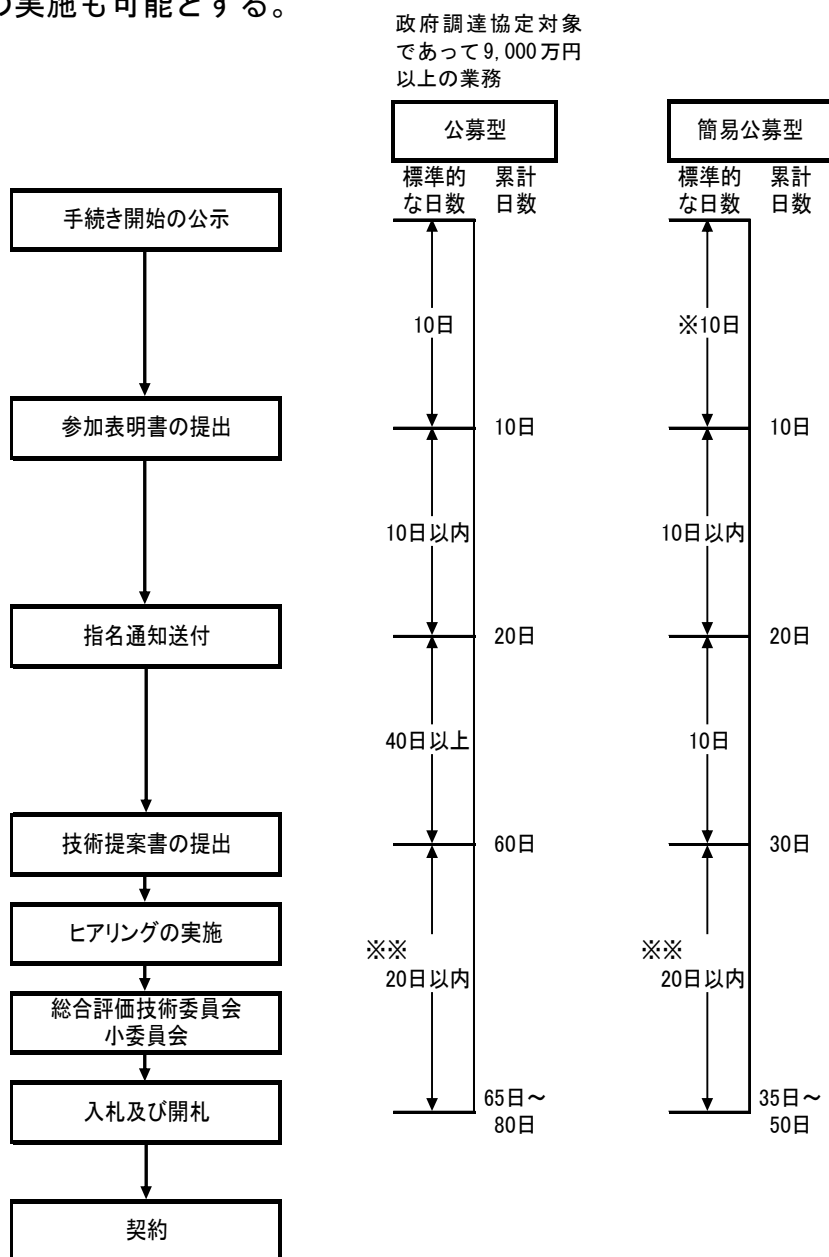 の実施も可能とする。
政府調達協定対象
であって9,000万円
以上の業務
公募型
簡易公募型
標準的 累計
な日数 日数
標準的 累計
な日数 日数
手続き開始の公示
10日
※10日
参加表明書の提出
10日
10日
10日以内
10日以内
指名通知送付
20日
20日
40日以上
10日
技術提案書の提出
60日
30日
ヒアリングの実施
※※
20日以内
※※
20日以内
総合評価技術委員会
小委員会
入札及び開札
65日~
80日
35日~
50日
契約